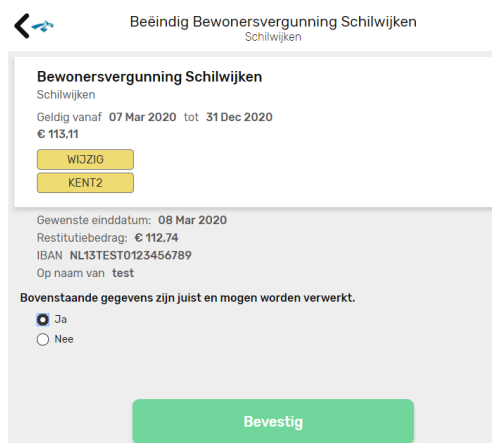 Beëindig Bewonersvergunning Schilwijken
Schilwijken
Bewonersvergunning Schilwijken
Schilwijken
Geldig vanaf 07 Mar 2020 tot 31 Dec 2020
€ 113,11
WIJZIG
KENT2
Gewenste einddatum: 08 Mar 2020
Restitutiebedrag: € 112,74
IBAN NL13TEST0123456789
Op naam van test
Bovenstaande gegevens zijn juist en mogen worden verwerkt.
Ja
Nee
Bevestig